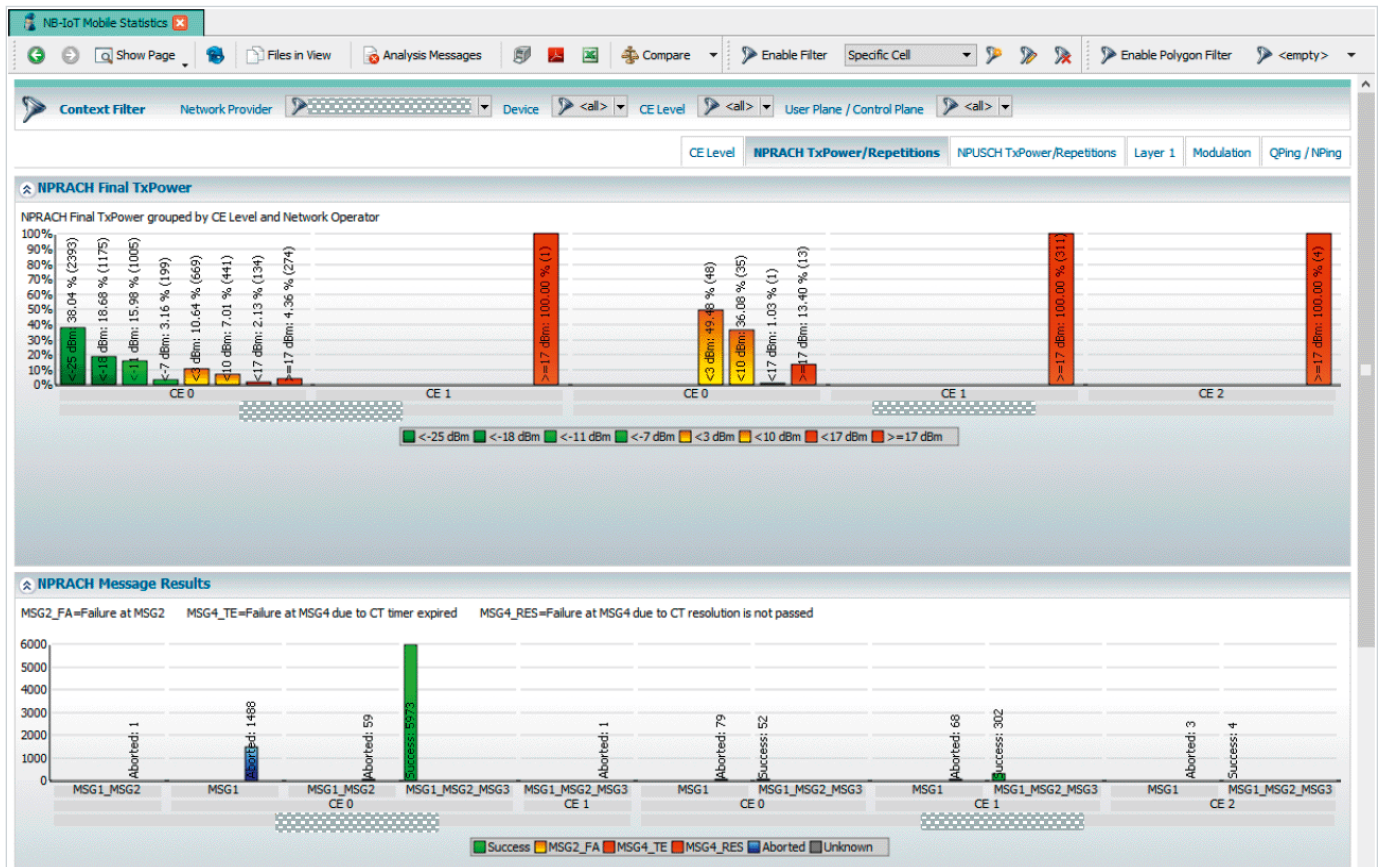 NB-IoT Mobile Statistics
Show Page Files in View Analysis Messages Compare Enable Filter Specific Cell Enable Polygon Filter <empty>
Context Filter Network Provider Device <all> CE Level <all> User Plane / Control Plane <all>
CE Level NPRACH TxPower/Repetitions NPUSCH TxPower/Repetitions Layer 1 Modulation QPing / NPing
NPRACH Final TxPower
NPRACH Final TxPower grouped by CE Level and Network Operator
100%
90%
80%
70%
60%
50%
40%
30%
20%
10%
0%
<-25 dBm: 38.04 % (2393)
<-18 dBm: 18.68 % (1175)
<-11 dBm: 15.98 % (1005)
<-7 dBm: 3.16 % (199)
<3 dBm: 10.64 % (669)
<10 dBm: 7.01 % (441)
<17 dBm: 2.13 % (134)
>=17 dBm: 4.36 % (274)
>=17 dBm: 100.00 % (1)
<3 dBm: 49.48 % (48)
<10 dBm: 36.08 % (35)
<17 dBm: 1.03 % (1)
>=17 dBm: 13.40 % (13)
>=17 dBm: 100.00 % (311)
>=17 dBm: 100.00 % (4)
CE 0 CE 1 CE 0 CE 1 CE 2
<-25 dBm <-18 dBm <-11 dBm <-7 dBm <3 dBm <10 dBm <17 dBm >=17 dBm
NPRACH Message Results
MSG2_FA=Failure at MSG2 MSG4_TE=Failure at MSG4 due to CT timer expired MSG4_RES=Failure at MSG4 due to CT resolution is not passed
6000
5000
4000
3000
2000
1000
0
Aborted: 1
Aborted: 1488
Aborted: 59
Success: 5973
Aborted: 1
Aborted: 79
Success: 52
Aborted: 68
Success: 302
Aborted: 3
Success: 4
MSG1_MSG2 MSG1 MSG1_MSG2 MSG1_MSG2_MSG3 MSG1_MSG2_MSG3 MSG1 MSG1_MSG2_MSG3 MSG1 MSG1_MSG2_MSG3 MSG1 MSG1_MSG2_MSG3
CE 0 CE 1 CE 0 CE 1 CE 2
Success MSG2_FA MSG4_TE MSG4_RES Aborted Unknown